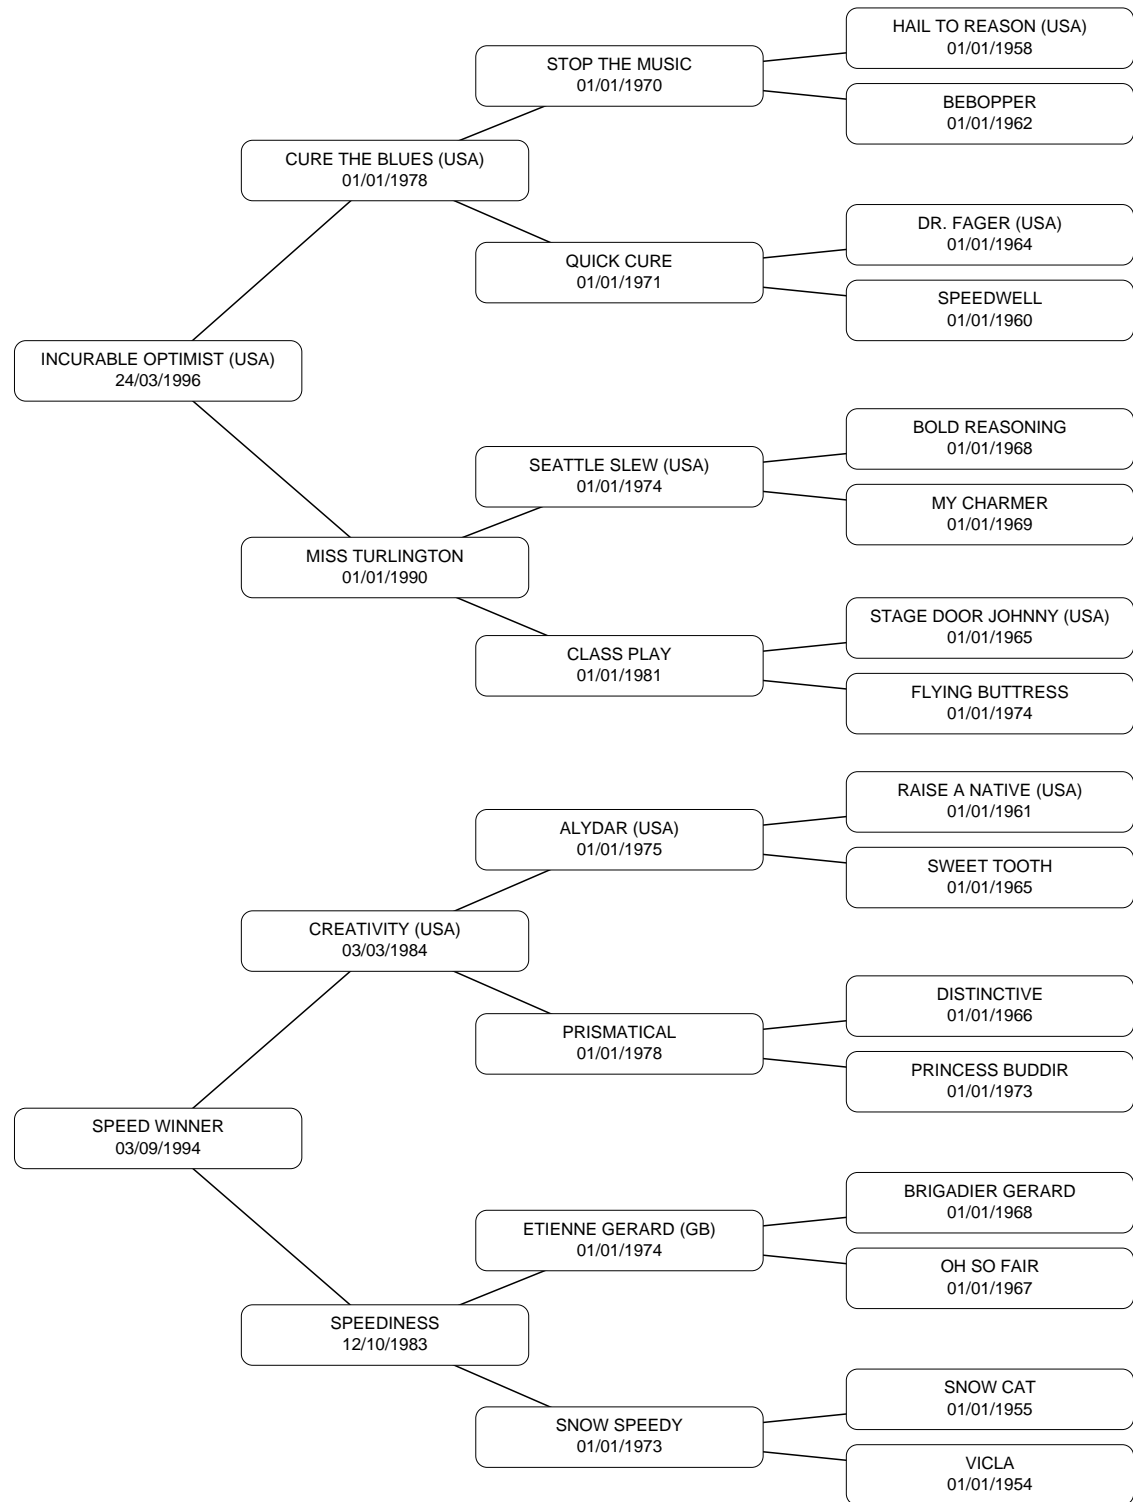 HAIL TO REASON (USA)
01/01/1958
STOP THE MUSIC
01/01/1970
BEBOPPER
01/01/1962
CURE THE BLUES (USA)
01/01/1978
DR. FAGER (USA)
01/01/1964
QUICK CURE
01/01/1971
SPEEDWELL
01/01/1960
INCURABLE OPTIMIST (USA)
24/03/1996
BOLD REASONING
01/01/1968
SEATTLE SLEW (USA)
01/01/1974
MY CHARMER
01/01/1969
MISS TURLINGTON
01/01/1990
STAGE DOOR JOHNNY (USA)
01/01/1965
CLASS PLAY
01/01/1981
FLYING BUTTRESS
01/01/1974
RAISE A NATIVE (USA)
01/01/1961
ALYDAR (USA)
01/01/1975
SWEET TOOTH
01/01/1965
CREATIVITY (USA)
03/03/1984
DISTINCTIVE
01/01/1966
PRISMATICAL
01/01/1978
PRINCESS BUDDIR
01/01/1973
SPEED WINNER
03/09/1994
BRIGADIER GERARD
01/01/1968
ETIENNE GERARD (GB)
01/01/1974
OH SO FAIR
01/01/1967
SPEEDINESS
12/10/1983
SNOW CAT
01/01/1955
SNOW SPEEDY
01/01/1973
VICLA
01/01/1954